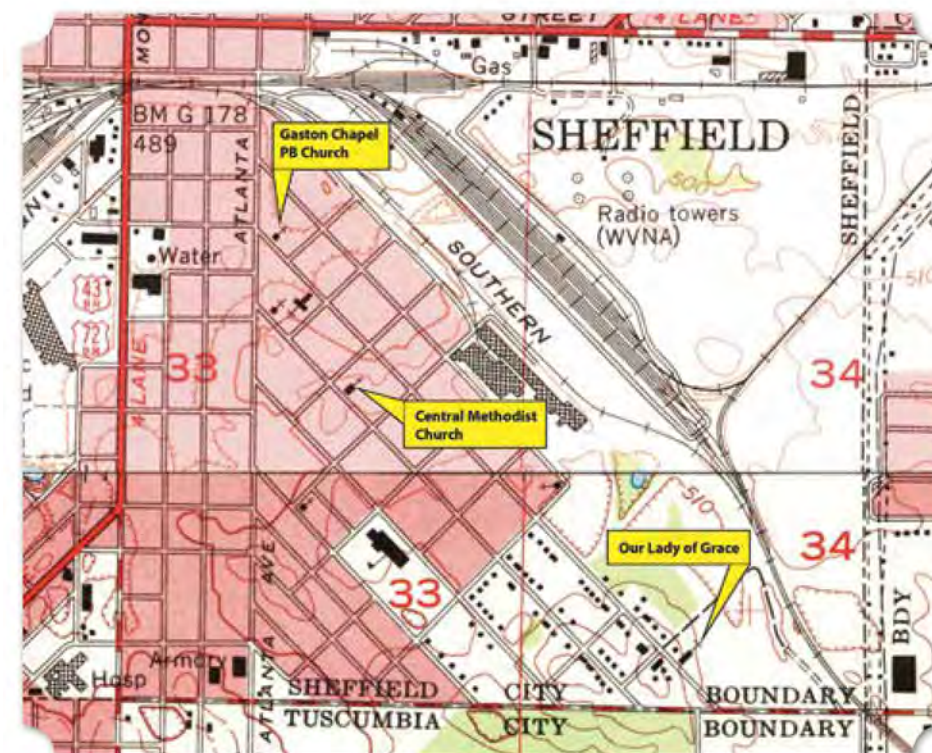 STREET
4 LANE
MON
Gas
BM G 178
489
Gaston Chapel
PB Church
SHEFFIELD
ATLANTA
SHEFFIELD
500
Radio towers
(WVNA)
Water
SOUTHERN
510
43
72
4 LANE
33
34
Central Methodist
Church
510
Our Lady of Grace
34
33
AVE
ATLANTA
BDY
Armory
Hosp
SHEFFIELD CITY BOUNDARY
TUSCUMBIA CITY BOUNDARY